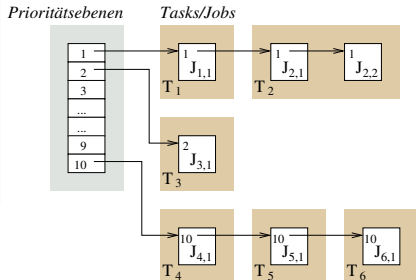 Prioritätsebenen Tasks/Jobs
1
2
3
...
...
9
10
1 J1,1
T1
1 J2,1
1 J2,2
T2
2 J3,1
T3
10 J4,1
T4
10 J5,1
T5
10 J6,1
T6